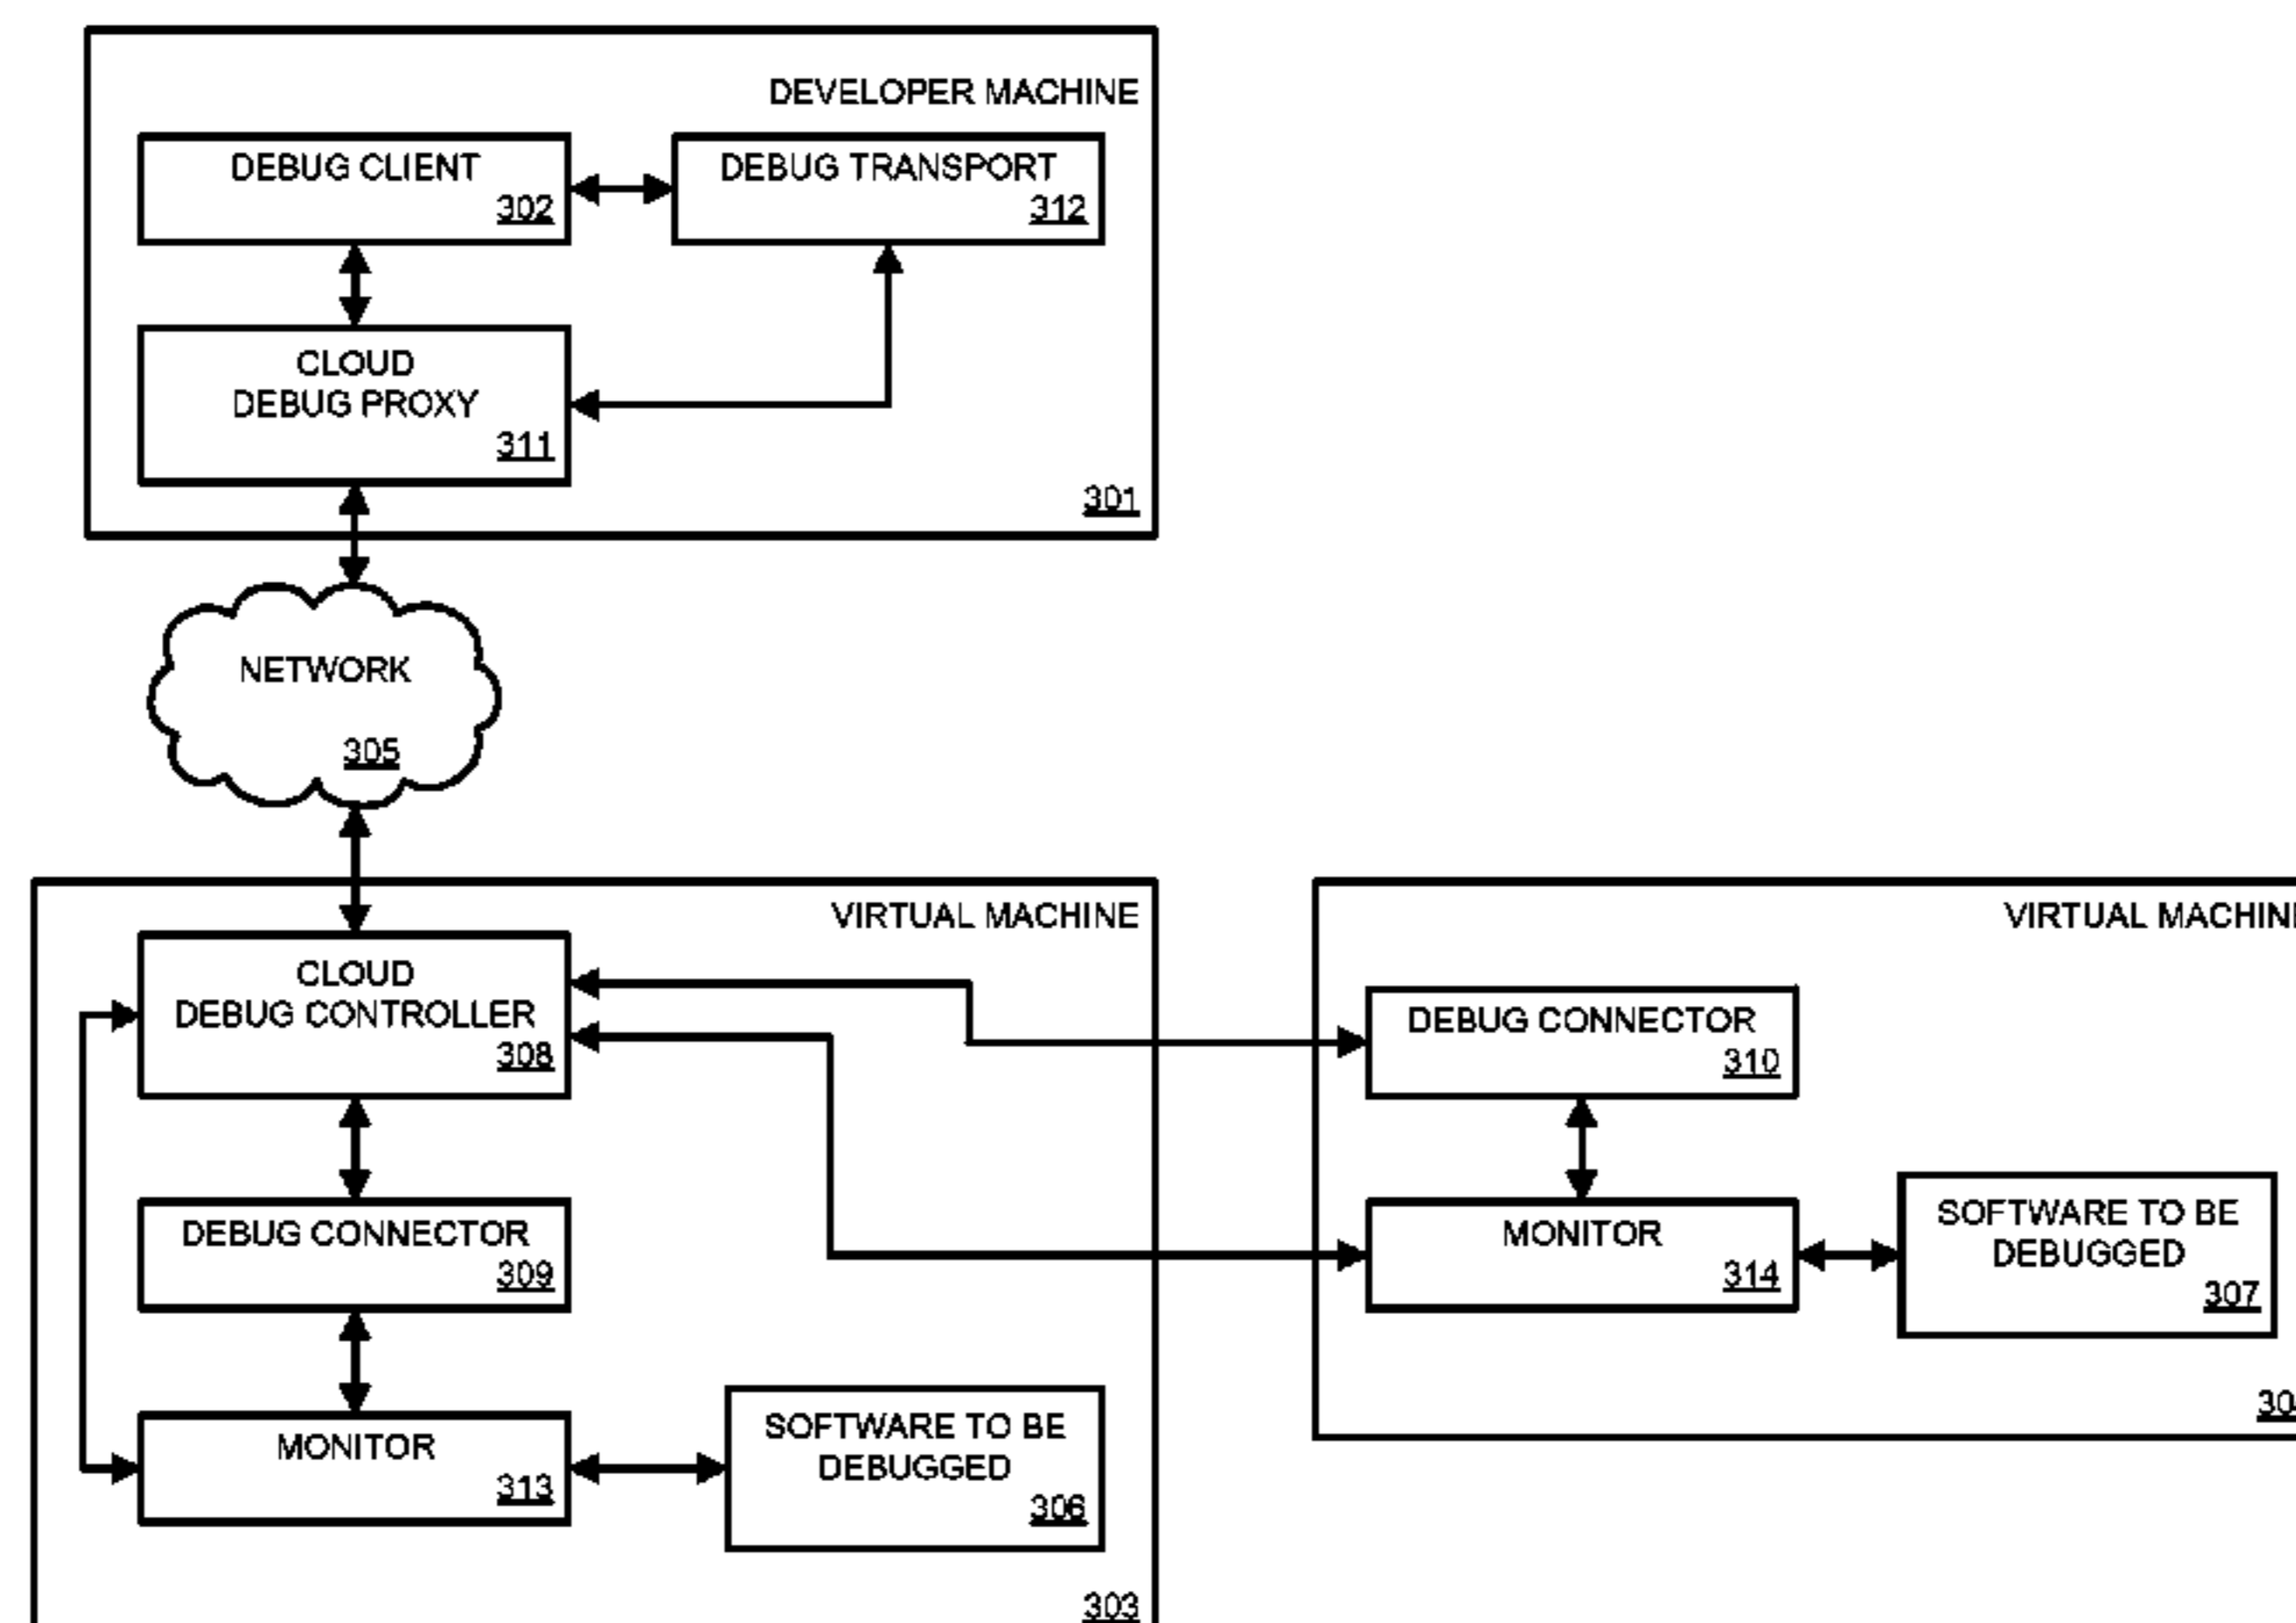 DEVELOPER MACHINE
DEBUG CLIENT
302
DEBUG TRANSPORT
312
CLOUD
DEBUG PROXY
311
301
NETWORK
305
VIRTUAL MACHINE
CLOUD
DEBUG CONTROLLER
308
DEBUG CONNECTOR
309
MONITOR
313
SOFTWARE TO BE
DEBUGGED
306
303
VIRTUAL
DEBUG CONNECTOR
310
MONITOR
314
SOFTWARE TO BE
DEBUGGED
307